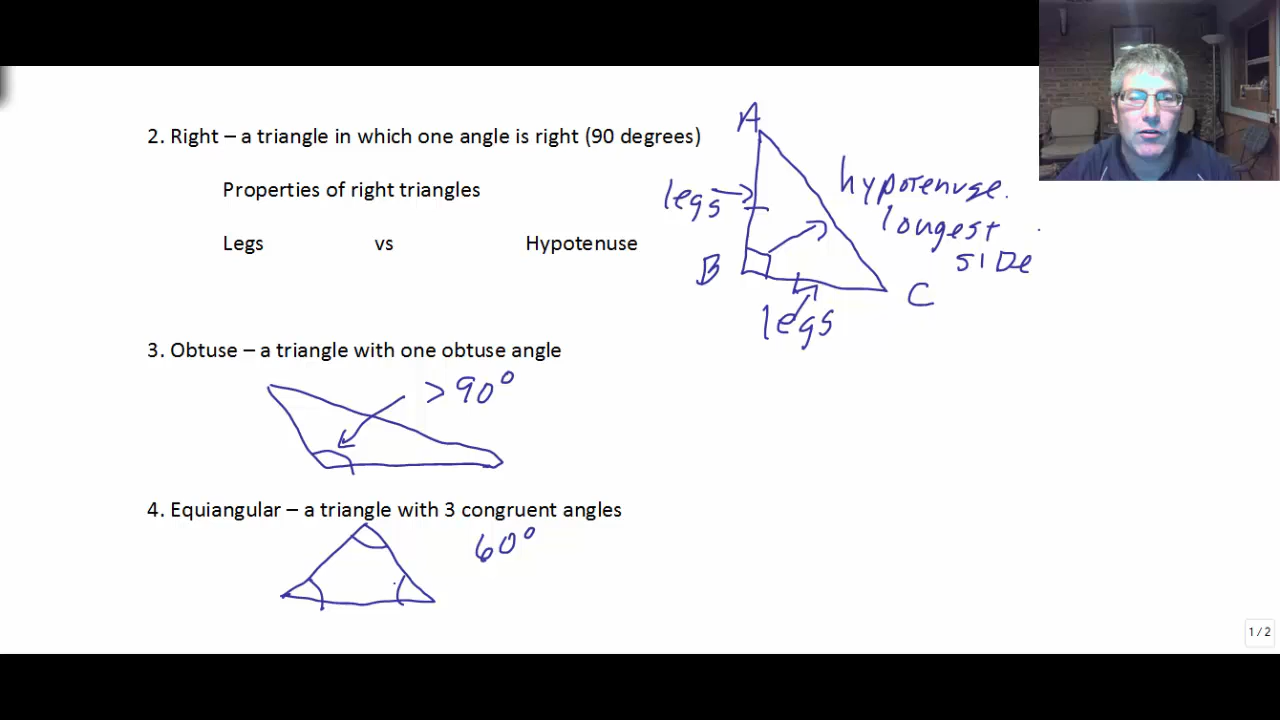 2. Right – a triangle in which one angle is right (90 degrees)
A
Properties of right triangles
legs
hypotenuse.
longest
side
Legs vs Hypotenuse
B
C
legs
3. Obtuse – a triangle with one obtuse angle
> 90°
4. Equiangular – a triangle with 3 congruent angles
60°
1 / 2